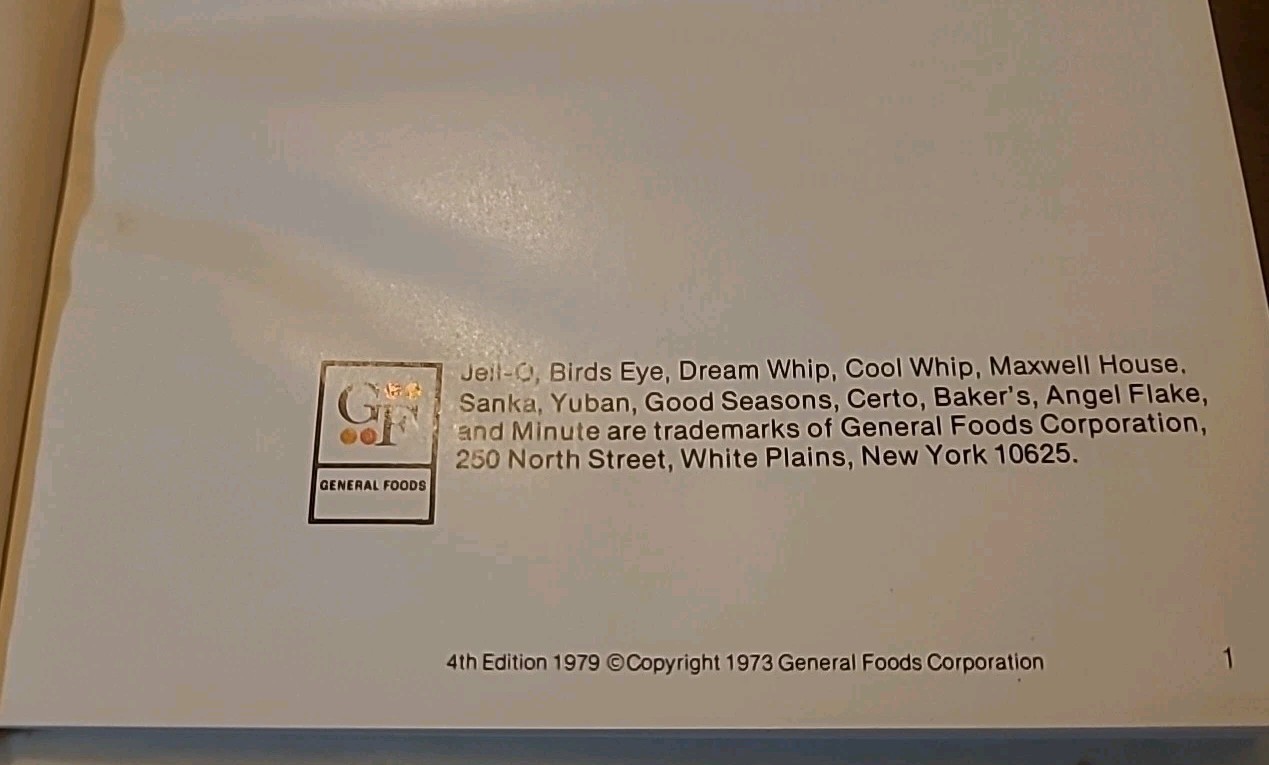 GF
GENERAL FOODS
Jell-O, Birds Eye, Dream Whip, Cool Whip, Maxwell House,
Sanka, Yuban, Good Seasons, Certo, Baker's, Angel Flake,
and Minute are trademarks of General Foods Corporation,
250 North Street, White Plains, New York 10625.
4th Edition 1979 ©Copyright 1973 General Foods Corporation
1